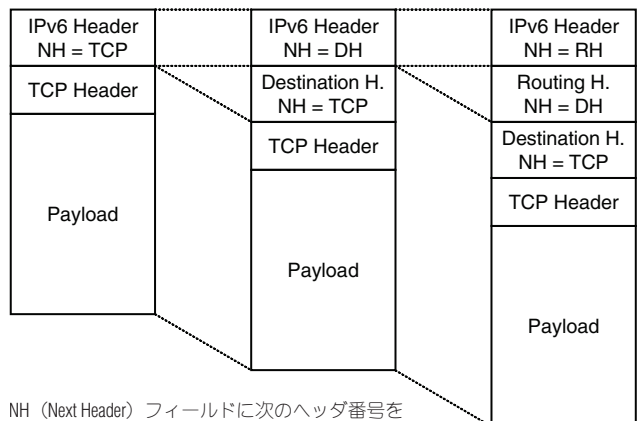 IPv6 Header
NH = TCP
TCP Header
Payload
IPv6 Header
NH = DH
Destination H.
NH = TCP
TCP Header
Payload
IPv6 Header
NH = RH
Routing H.
NH = DH
Destination H.
NH = TCP
TCP Header
Payload
NH（Next Header）フィールドに次のヘッダ番号を